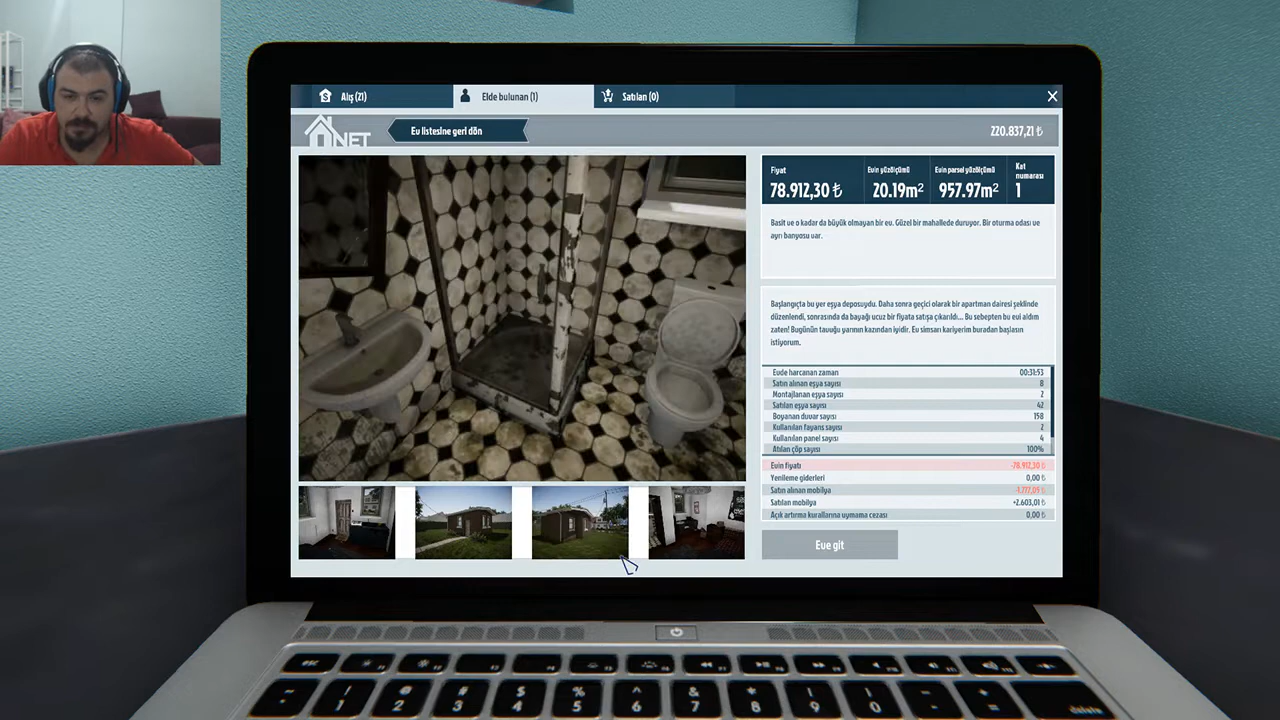 Alış (21)
Elde bulunan (1)
Satılan (0)
NET
Ev listesine geri dön
220.837,21 ₺
Fiyat
78.912,30 ₺
Evin yüzölçümü
20.19m²
Evin parsel yüzölçümü
957.97m²
Kat
numarası
1
Basit ve o kadar da büyük olmayan bir ev. Güzel bir mahallede duruyor. Bir oturma odası ve
ayrı banyosu var.
Başlangıçta bu yer eşya deposuydu. Daha sonra geçici olarak bir apartman dairesi şeklinde
düzenlendi, sonrasında da bayağı ucuz bir fiyata satışa çıkarıldı... Bu sebepten bu evi aldım
zaten! Bugünün tavuğu yarının kazından iyidir. Ev simsarı kariyerim buradan başlasın
istiyorum.
Evde harcanan zaman 00:31:53
Satın alınan eşya sayısı 8
Montajlanan eşya sayısı 2
Satılan eşya sayısı 42
Boyanan duvar sayısı 158
Kullanılan fayans sayısı 2
Kullanılan panel sayısı 4
Atılan çöp sayısı 100%
Evin fiyatı -78.912,30 ₺
Yenileme giderleri 0,00 ₺
Satın alınan mobilya -1.777,05 ₺
Satılan mobilya +2.603,01 ₺
Açık artırma kurallarına uymama cezası 0,00 ₺
Eve git
esc
delete